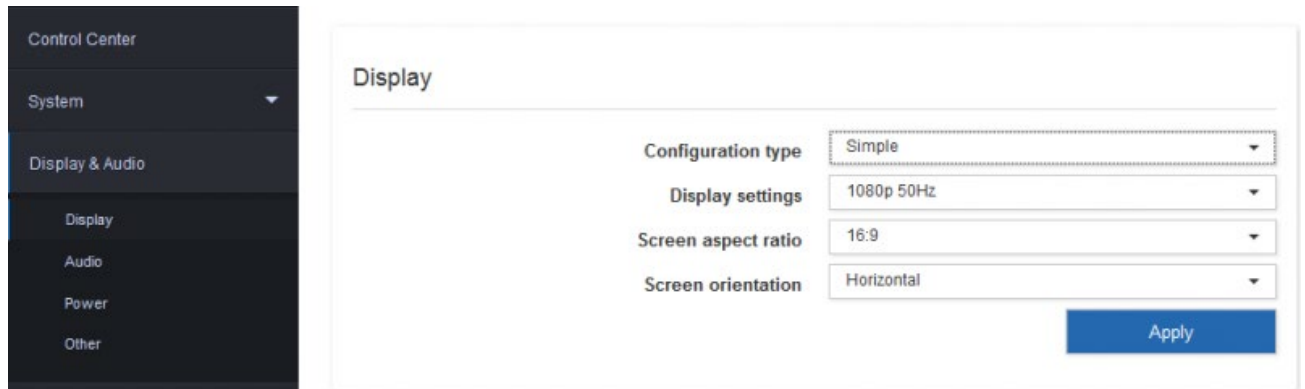 Control Center
System
Display & Audio
Display
Audio
Power
Other
Display
Configuration type Simple
Display settings 1080p 50Hz
Screen aspect ratio 16:9
Screen orientation Horizontal
Apply